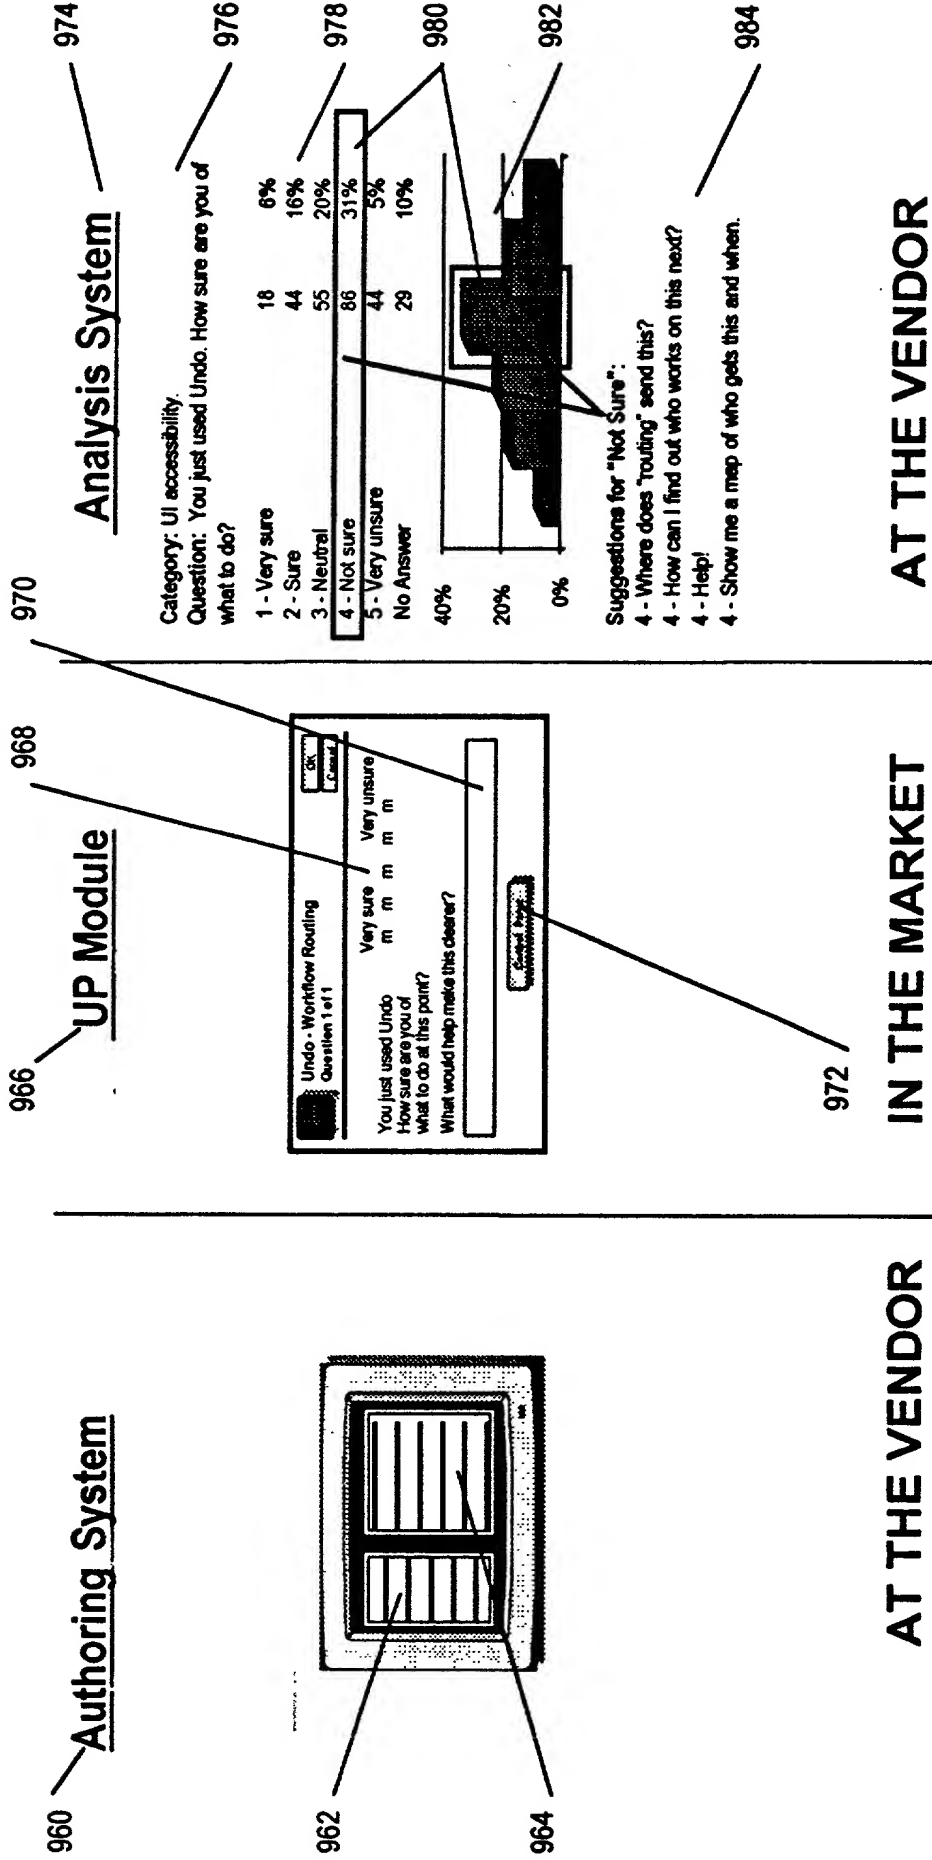 960
Authoring System
962
964
AT THE VENDOR
966
UP Module
968
970
Undo - Workflow Routing
Question 1 of 1
OK
Cancel
You just used Undo
How sure are you of
what to do at this point?
Very sure Very unsure
m m m m m
What would help make this clearer?
972
IN THE MARKET
974
Analysis System
976
Category: UI accessibility.
Question: You just used Undo. How sure are you of
what to do?
978
1 - Very sure 18 6%
2 - Sure 44 16%
3 - Neutral 55 20%
4 - Not sure 86 31%
5 - Very unsure 44 5%
No Answer 29 10%
980
40%
20%
0%
982
Suggestions for "Not Sure":
4 - Where does "routing" send this?
4 - How can I find out who works on this next?
4 - Help!
4 - Show me a map of who gets this and when.
984
AT THE VENDOR